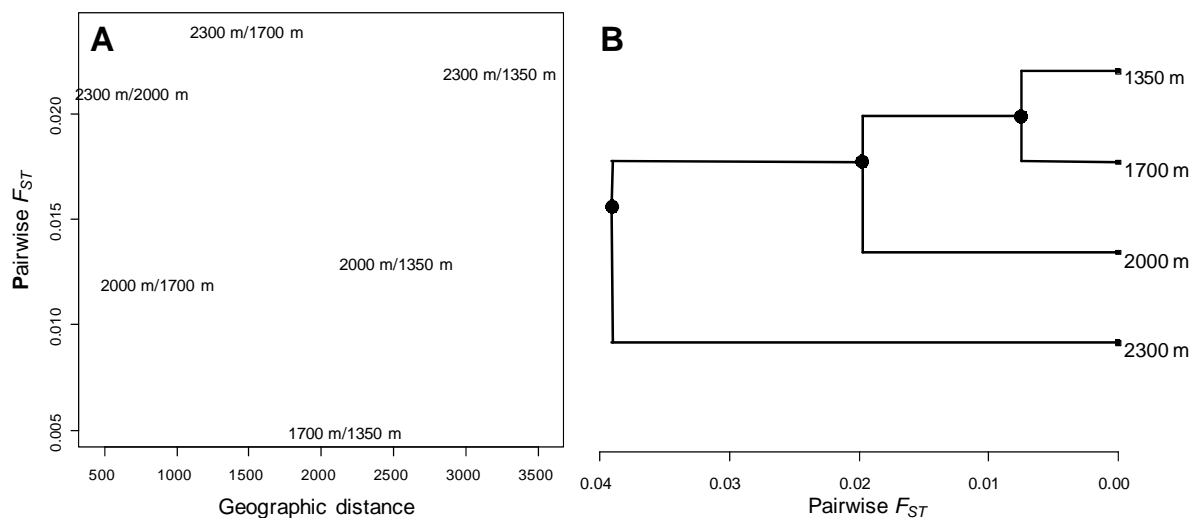 A
2300 m/1700 m
2300 m/1350 m
2300 m/2000 m
2000 m/1350 m
2000 m/1700 m
1700 m/1350 m
0.020
0.015
0.010
0.005
Pairwise FST
500 1000 1500 2000 2500 3000 3500
Geographic distance
B
1350 m
1700 m
2000 m
2300 m
0.04 0.03 0.02 0.01 0.00
Pairwise FST